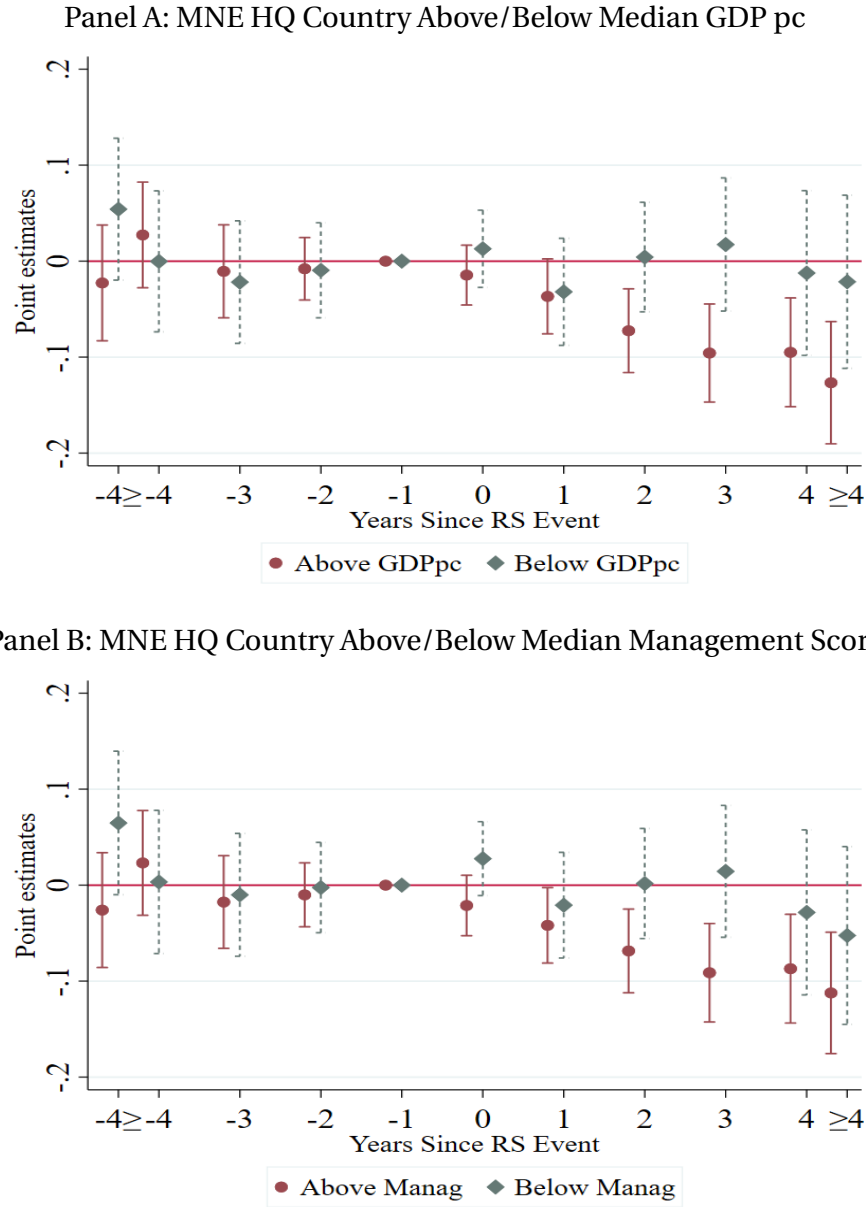 Panel A: MNE HQ Country Above/Below Median GDP pc
.2
.1
0
-.1
-.2
Point estimates
-4≥ -4 -3 -2 -1 0 1 2 3 4 ≥4
Years Since RS Event
Above GDPpc Below GDPpc
Panel B: MNE HQ Country Above/Below Median Management Scor
.2
.1
0
-.1
-.2
Point estimates
-4≥ -4 -3 -2 -1 0 1 2 3 4 ≥4
Years Since RS Event
Above Manag Below Manag